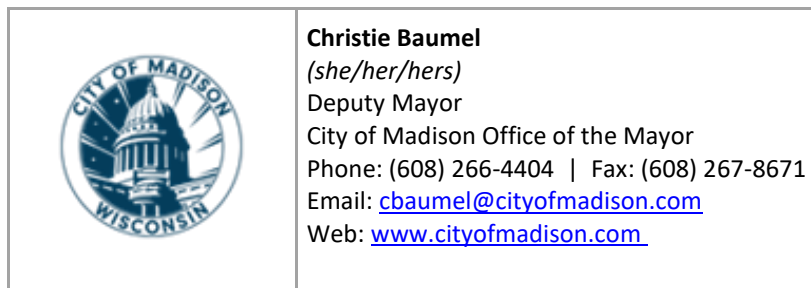 CITY OF MADISON
WISCONSIN
Christie Baumel
(she/her/hers)
Deputy Mayor
City of Madison Office of the Mayor
Phone: (608) 266-4404 | Fax: (608) 267-8671
Email: cbaumel@cityofmadison.com
Web: www.cityofmadison.com